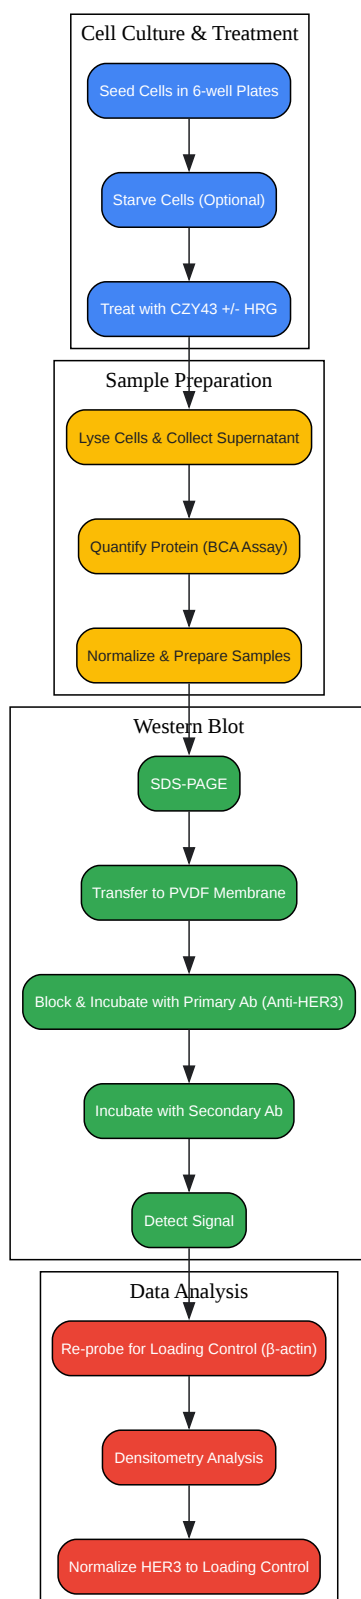 Cell Culture & Treatment
Seed Cells in 6-well Plates
Starve Cells (Optional)
Treat with CZY43 +/- HRG
Sample Preparation
Lyse Cells & Collect Supernatant
Quantify Protein (BCA Assay)
Normalize & Prepare Samples
Western Blot
SDS-PAGE
Transfer to PVDF Membrane
Block & Incubate with Primary Ab (Anti-HER3)
Incubate with Secondary Ab
Detect Signal
Data Analysis
Re-probe for Loading Control (β-actin)
Densitometry Analysis
Normalize HER3 to Loading Control